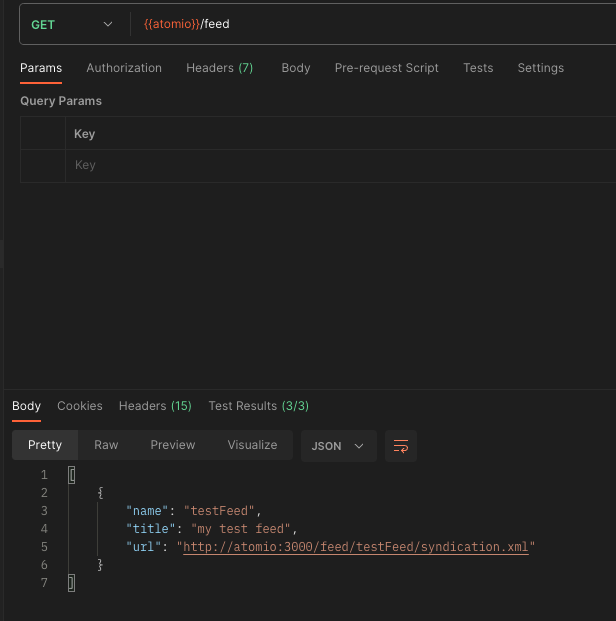 GET {{atomio}}/feed
Params Authorization Headers (7) Body Pre-request Script Tests Settings
Query Params
Key
Key
Body Cookies Headers (15) Test Results (3/3)
Pretty Raw Preview Visualize JSON
1 [
2 {
3 "name": "testFeed",
4 "title": "my test feed",
5 "url": "http://atomio:3000/feed/testFeed/syndication.xml"
6 }
7 ]